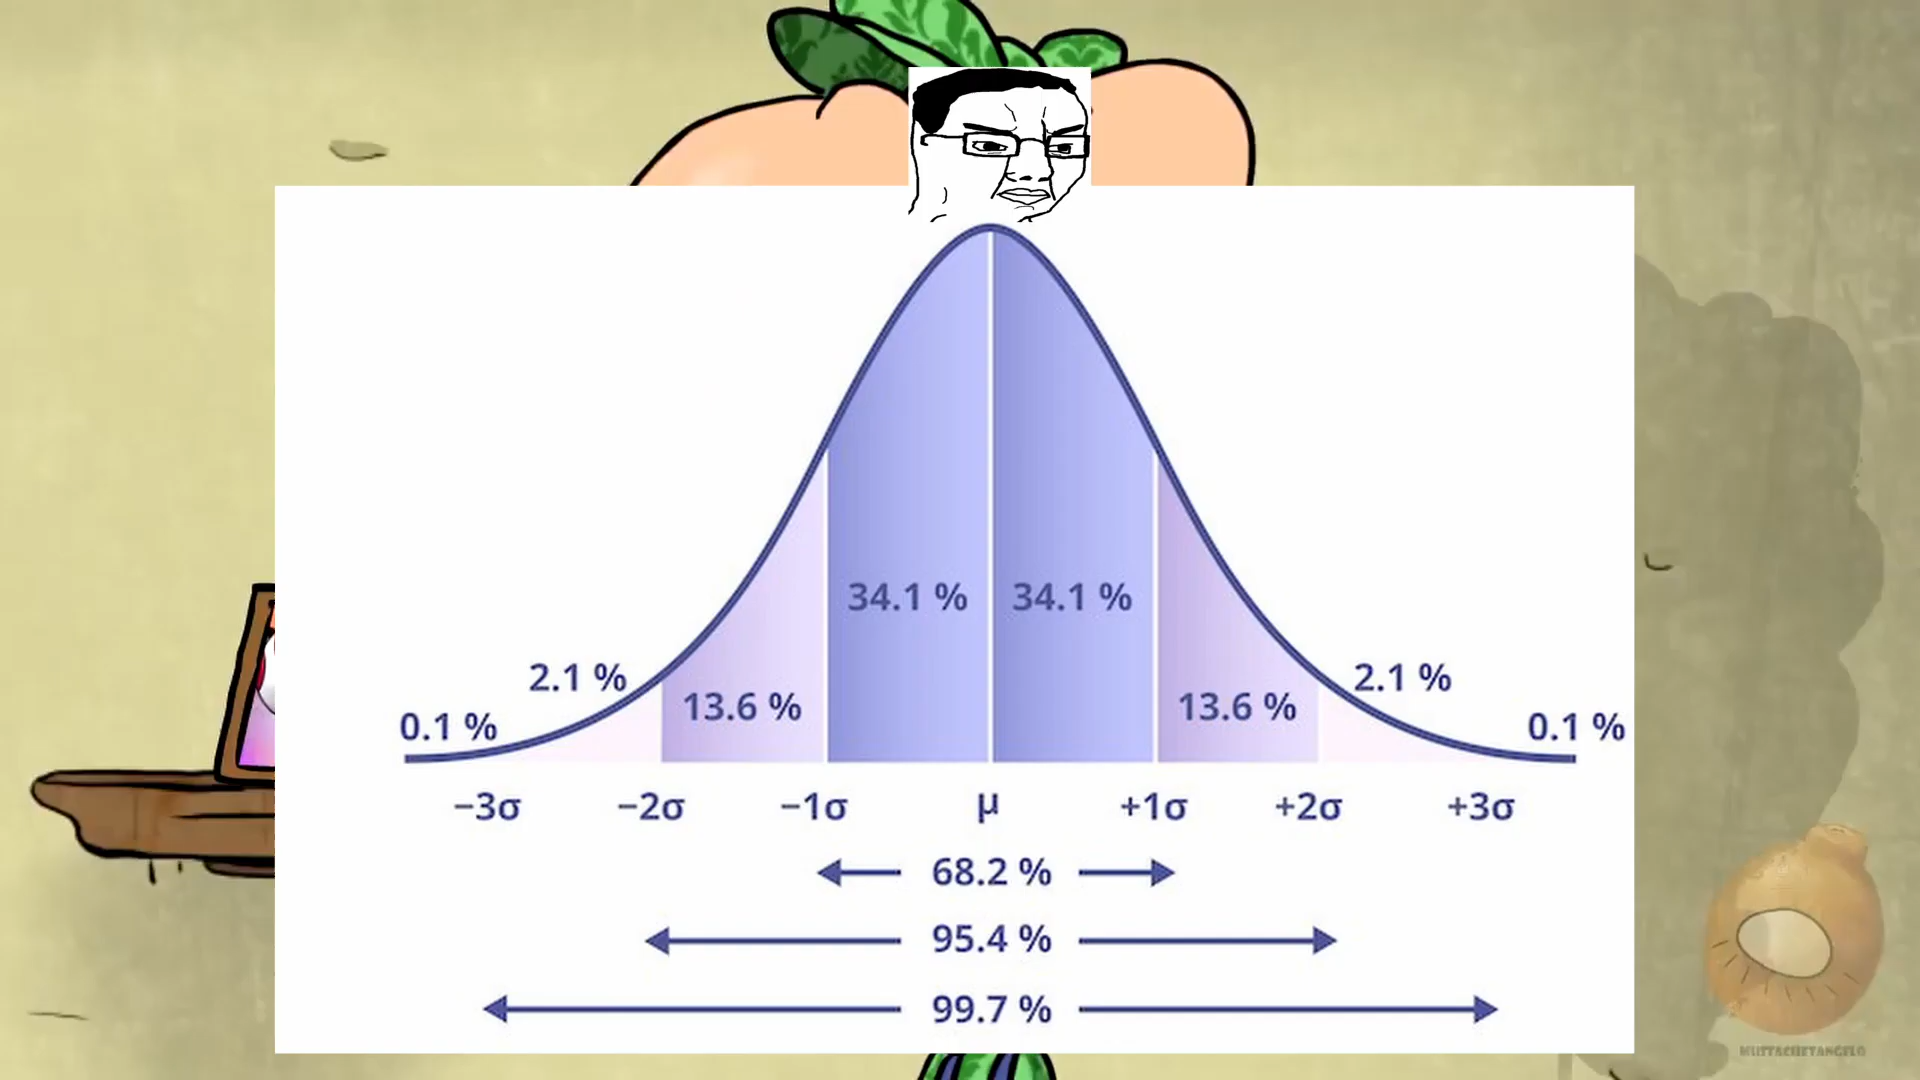 34.1 % 34.1 %
2.1 % 2.1 %
13.6 % 13.6 %
0.1 % 0.1 %
−3σ −2σ −1σ μ +1σ +2σ +3σ
68.2 %
95.4 %
99.7 %
MUSTACHETANGELO